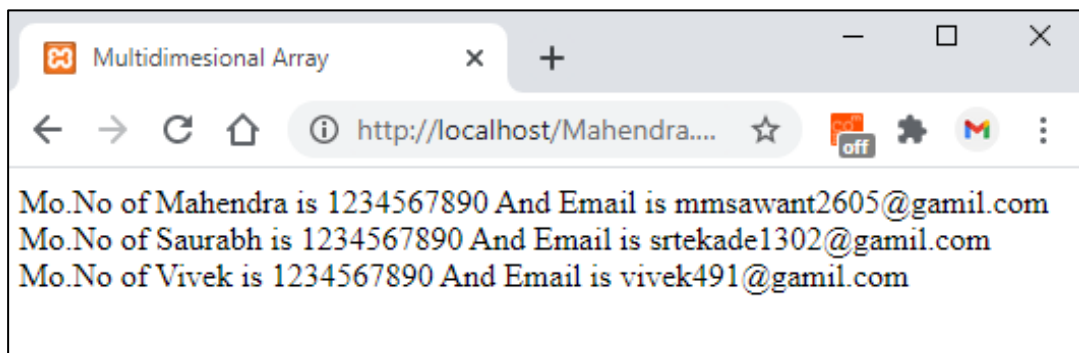 Multidimesional Array
http://localhost/Mahendra....
off
Mo.No of Mahendra is 1234567890 And Email is mmsawant2605@gamil.com
Mo.No of Saurabh is 1234567890 And Email is srtekade1302@gamil.com
Mo.No of Vivek is 1234567890 And Email is vivek491@gamil.com